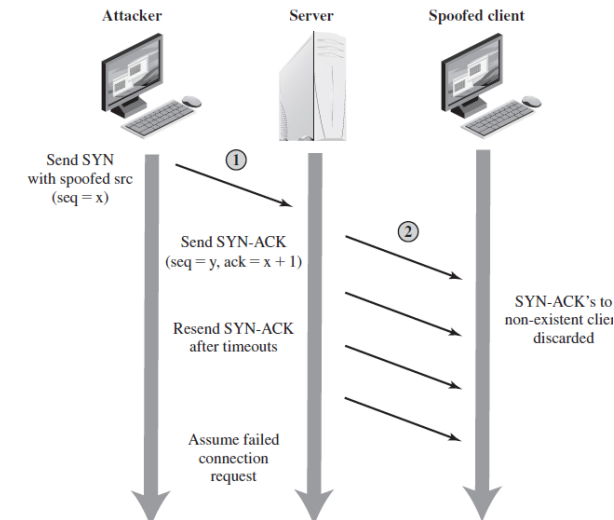 Attacker
Server
Spoofed client
Send SYN
with spoofed src
(seq = x)
1
Send SYN-ACK
(seq = y, ack = x + 1)
2
SYN-ACK’s to
non-existent clien
discarded
Resend SYN-ACK
after timeouts
Assume failed
connection
request